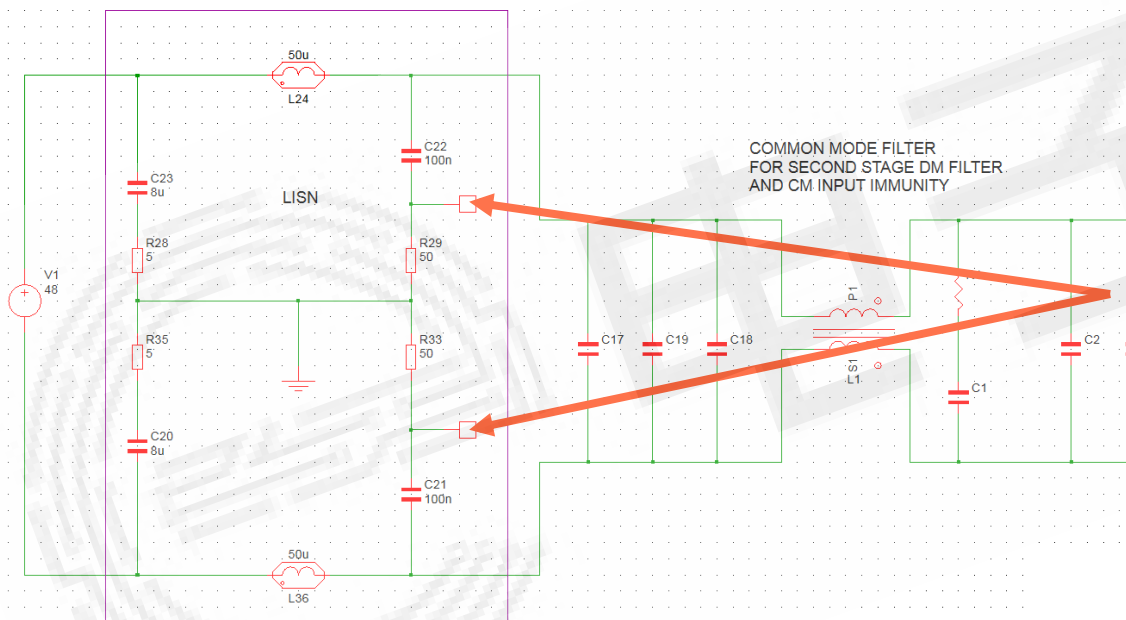 50u
L24
C22
100n
COMMON MODE FILTER
FOR SECOND STAGE DM FILTER
AND CM INPUT IMMUNITY
C23
8u
LISN
R28
5
R29
50
V1
48
P1
R35
5
R33
50
C17
C19
C18
S1
L1
C2
C1
C20
8u
C21
100n
50u
L36